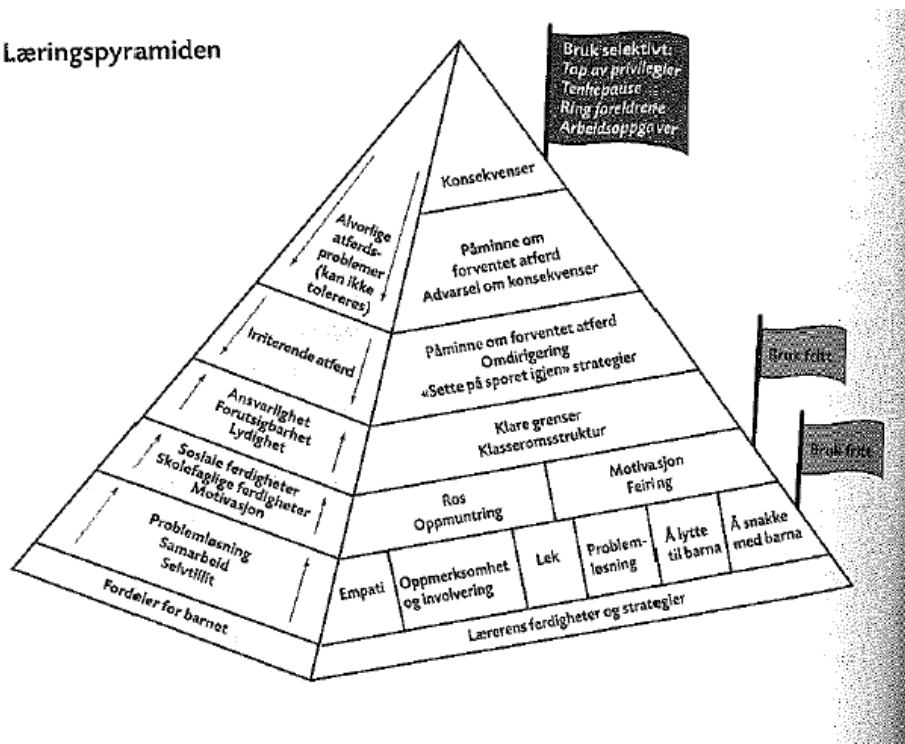 Læringspyramiden
Bruk selektivt:
Tap av privilegier
Tenkepause
Ring foreldrene
Arbeidsoppgaver
Konsekvenser
Påminne om
forventet atferd
Advarsel om konsekvenser
Påminne om forventet atferd
Omdirigering
«Sette på sporet igjen» strategier
Klare grenser
Klasseromsstruktur
Ros
Oppmuntring
Motivasjon
Feiring
Empati
Oppmerksomhet
og involvering
Lek
Problem-
løsning
Å lytte
til barna
Å snakke
med barna
Lærerens ferdigheter og strategier
Bruk fritt
Bruk fritt
Alvorlige
atferds-
problemer
(kan ikke
tolereres)
Irriterende atferd
Ansvarlighet
Forutsigbarhet
Lydighet
Sosiale ferdigheter
Skolefaglige ferdigheter
Motivasjon
Problemløsning
Samarbeid
Selvtillit
Fordeler for barnet